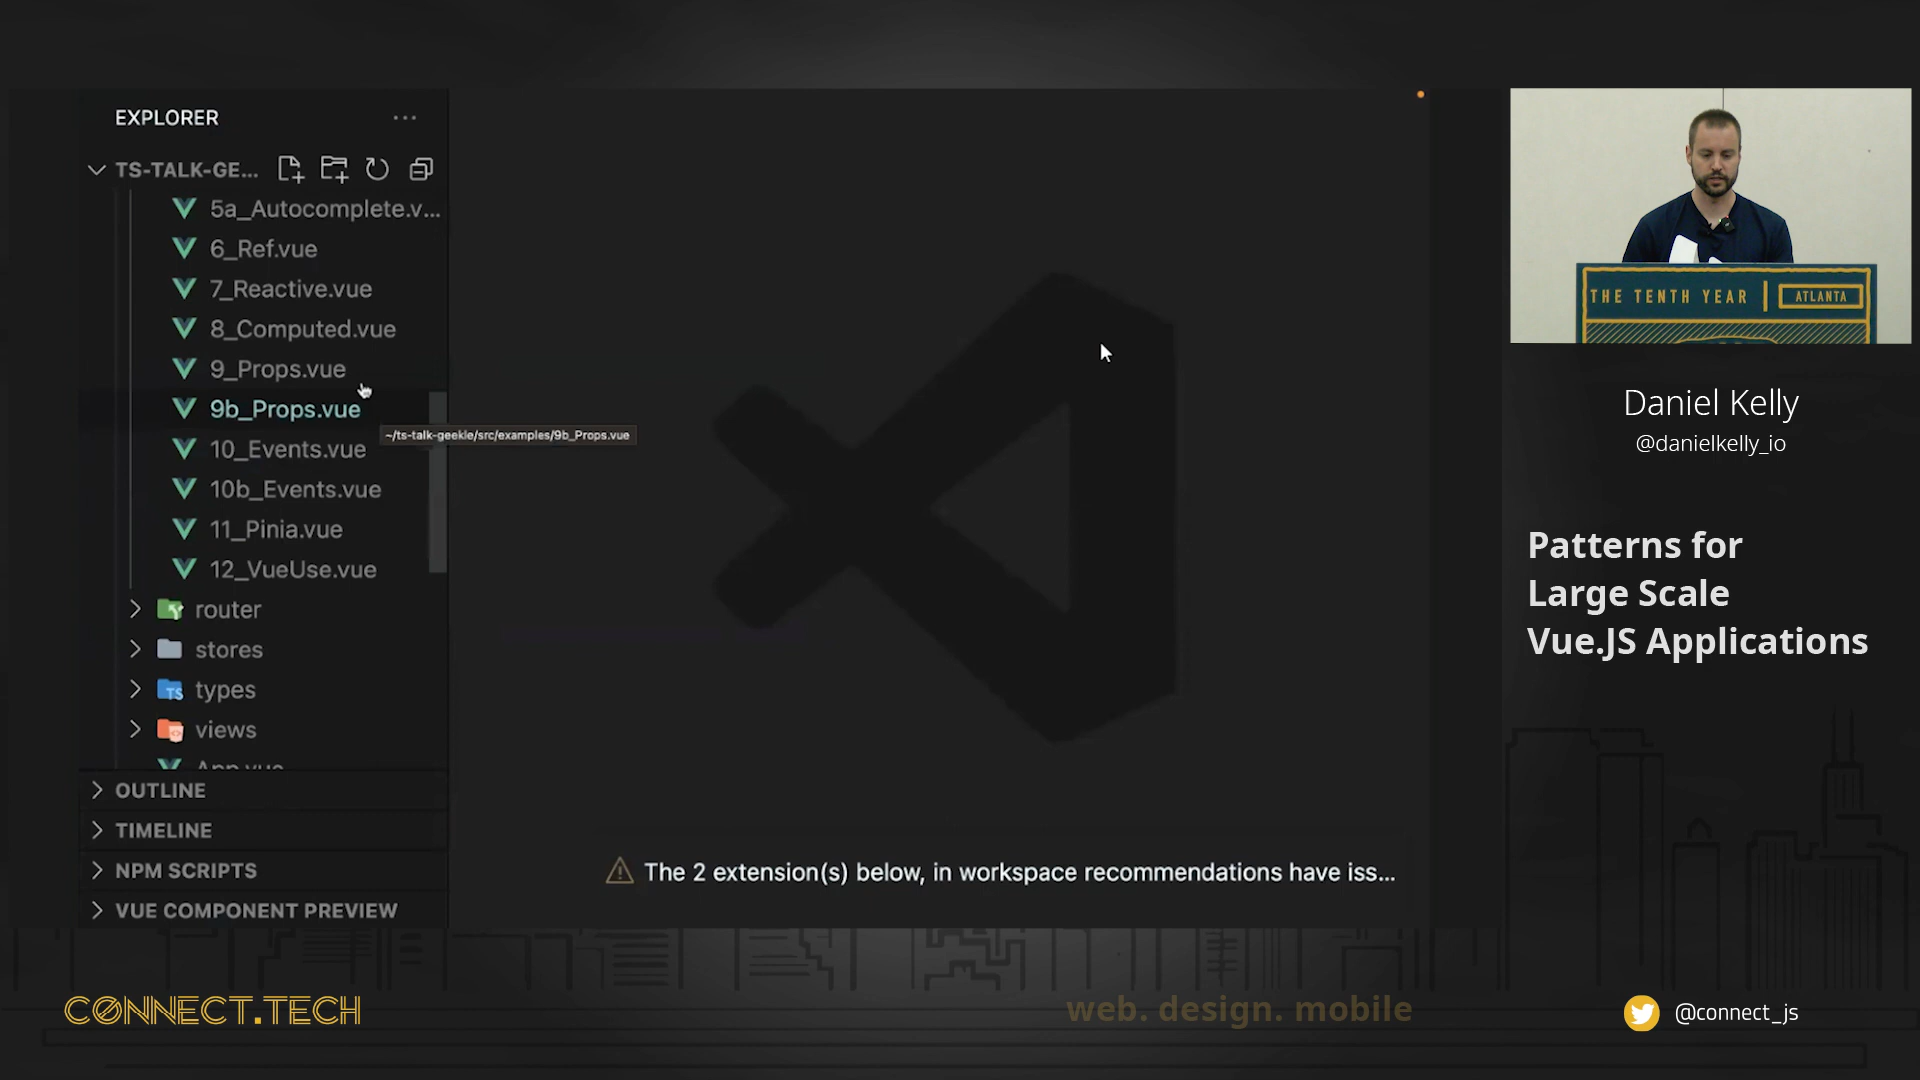 EXPLORER
TS-TALK-GE...
5a_Autocomplete.v...
6_Ref.vue
7_Reactive.vue
8_Computed.vue
9_Props.vue
9b_Props.vue
~/ts-talk-geekle/src/examples/9b_Props.vue
10_Events.vue
10b_Events.vue
11_Pinia.vue
12_VueUse.vue
router
stores
types
views
App.vue
OUTLINE
TIMELINE
NPM SCRIPTS
VUE COMPONENT PREVIEW
The 2 extension(s) below, in workspace recommendations have iss...
THE TENTH YEAR
ATLANTA
Daniel Kelly
@danielkelly_io
Patterns for
Large Scale
Vue.JS Applications
CONNECT.TECH
web. design. mobile
@connect_js